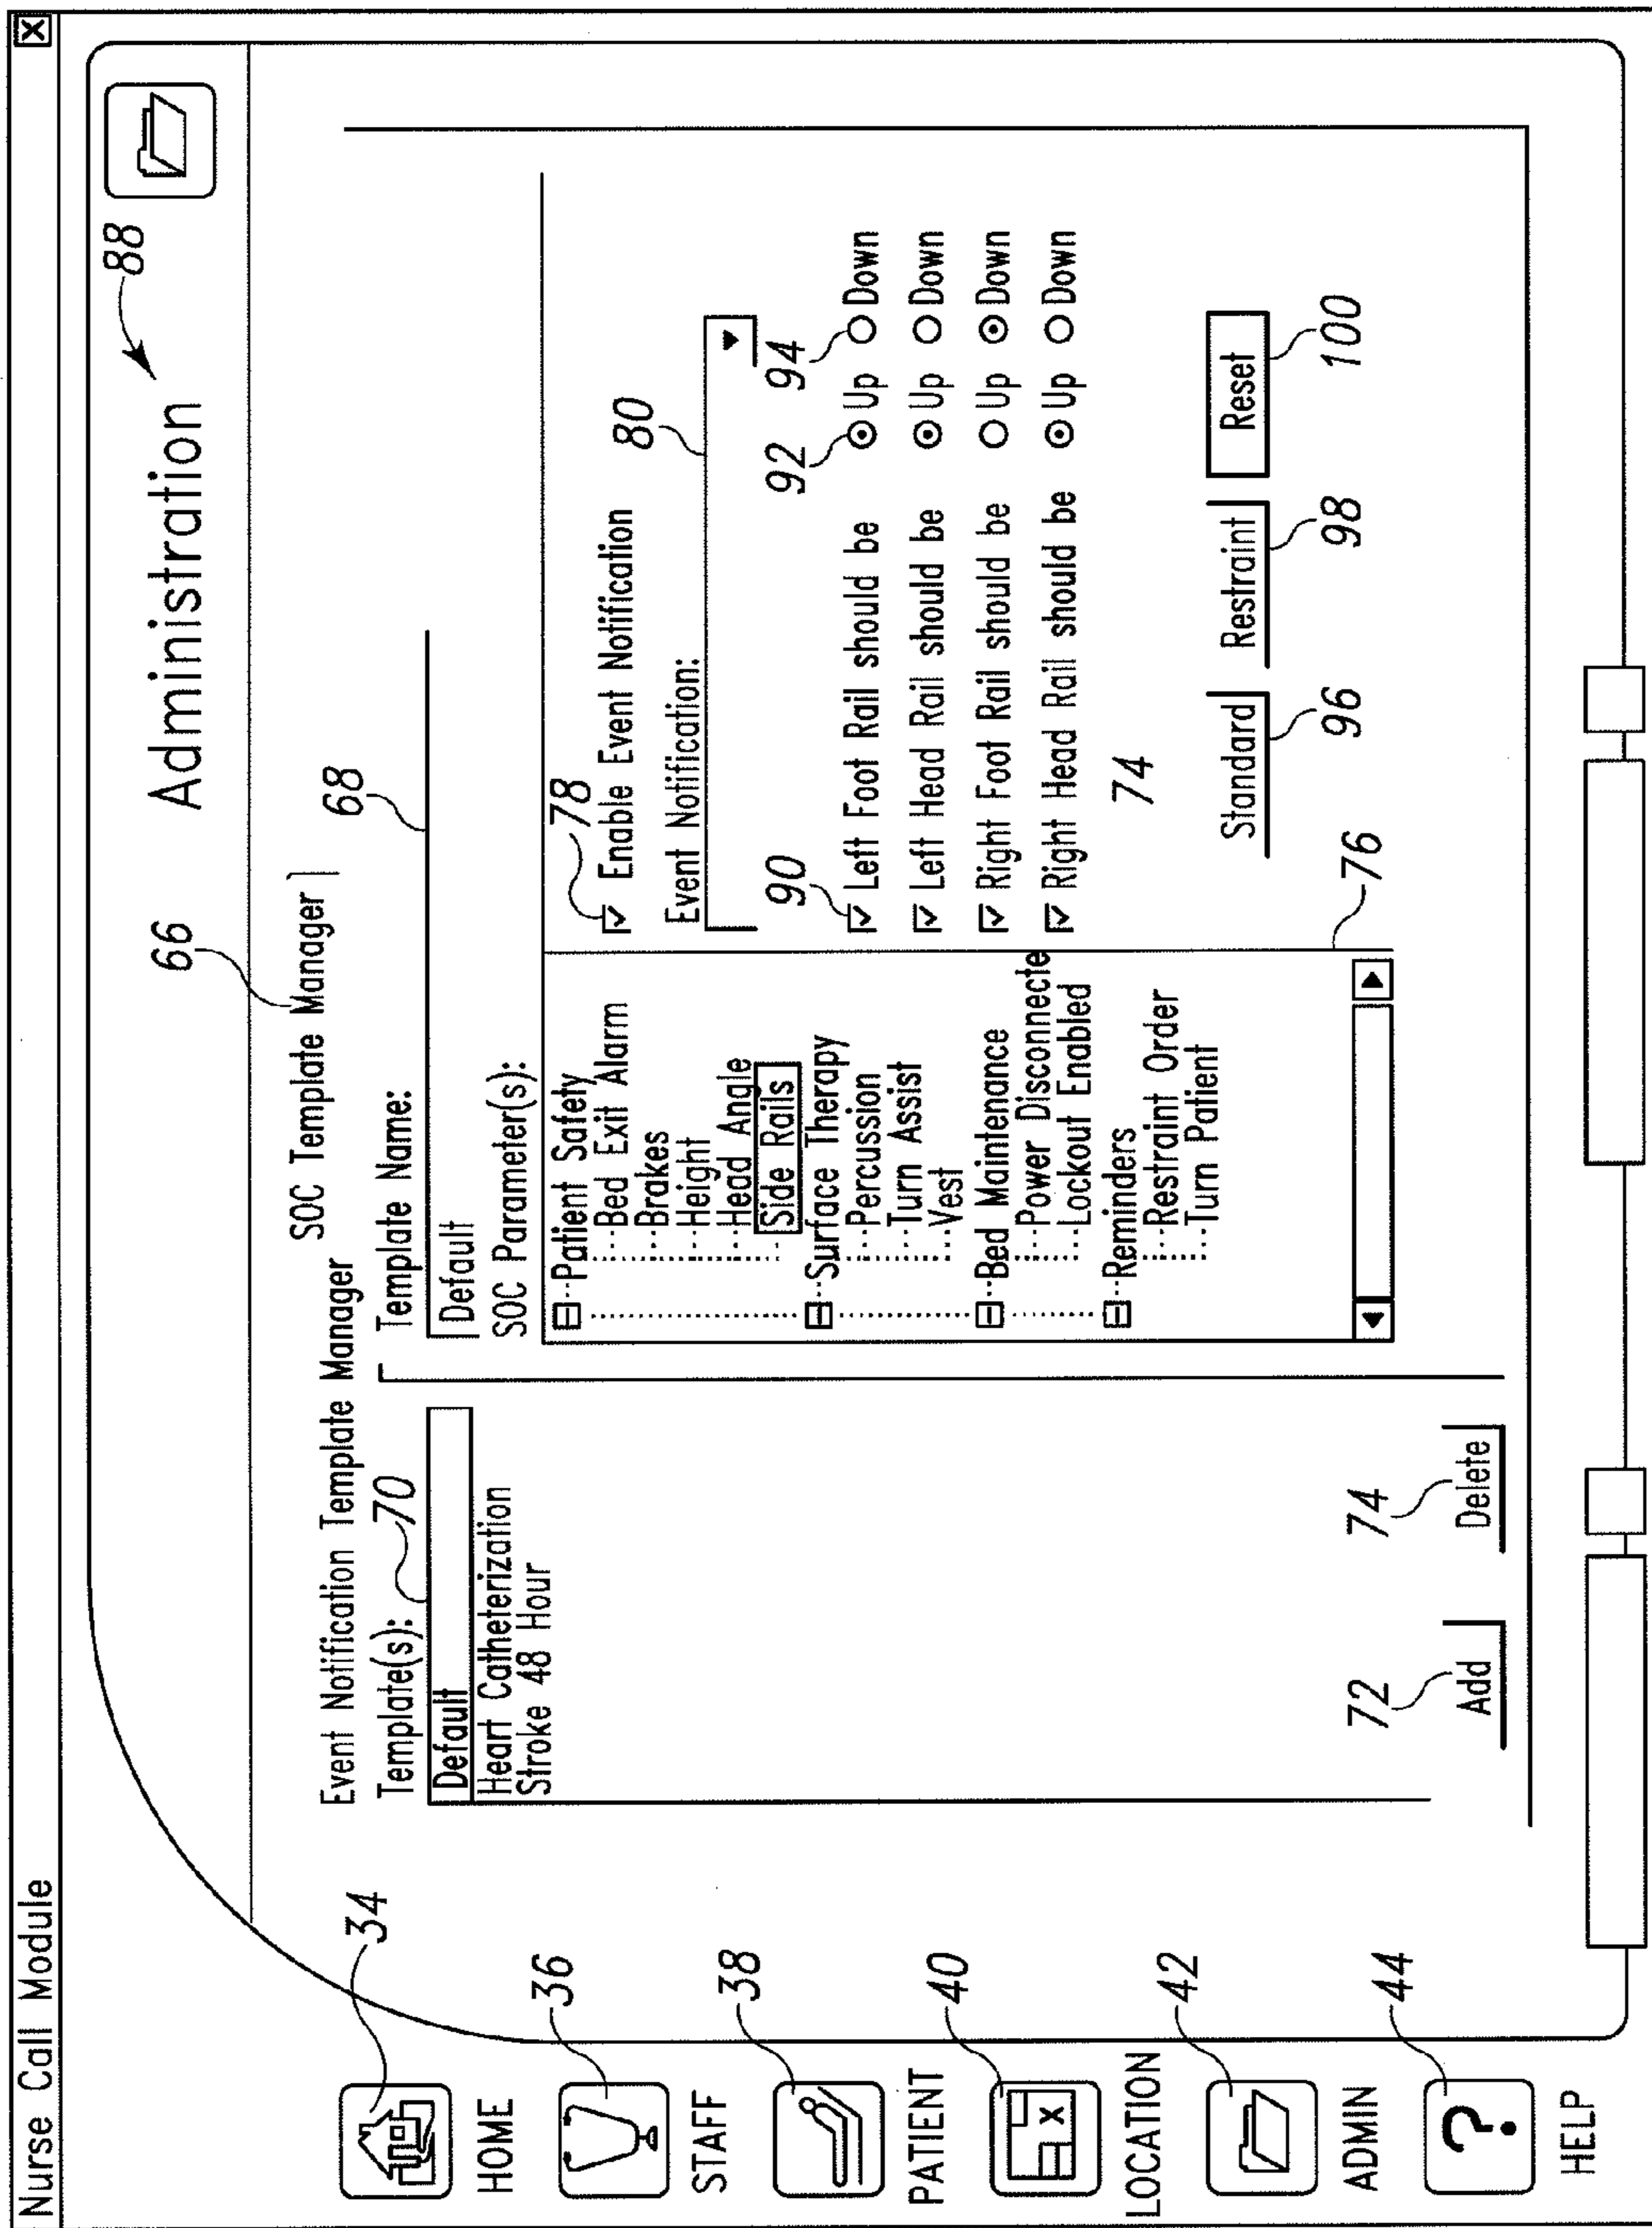 Nurse Call Module
88
Administration
66
SOC Template Manager
Event Notification Template Manager
34
HOME
36
STAFF
38
PATIENT
40
LOCATION
42
ADMIN
44
HELP
Template(s):
70
Default
Heart Catheterization
Stroke 48 Hour
72
Add
74
Delete
Template Name:
68
Default
SOC Parameter(s):
Patient Safety
Bed Exit Alarm
Brakes
Height
Head Angle
Side Rails
Surface Therapy
Percussion
Turn Assist
Vest
Bed Maintenance
Power Disconnecte
Lockout Enabled
Reminders
Restraint Order
Turn Patient
76
78
Enable Event Notification
Event Notification:
80
90
92
94
Left Foot Rail should be Up Down
Left Head Rail should be Up Down
Right Foot Rail should be Up Down
Right Head Rail should be Up Down
74
Standard Restraint Reset
96 98 100